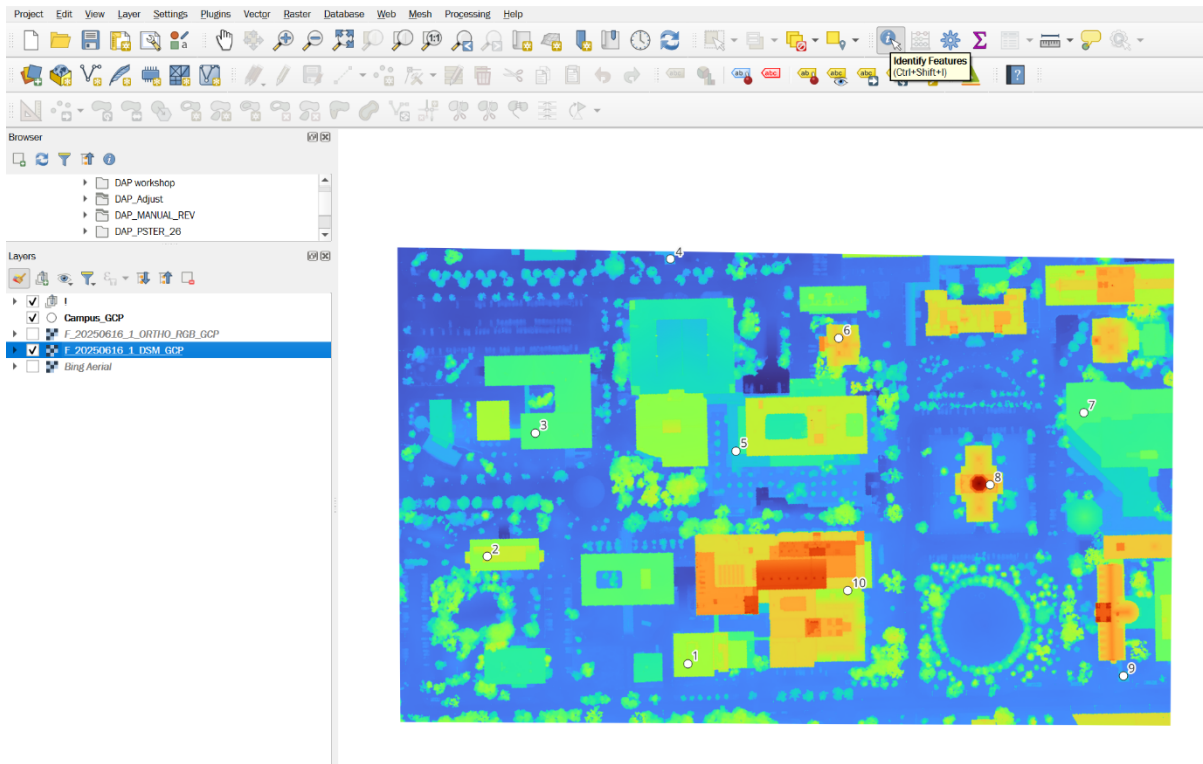 Project Edit View Layer Settings Plugins Vector Raster Database Web Mesh Processing Help
Identify Features
(Ctrl+Shift+I)
Browser
DAP workshop
DAP_Adjust
DAP_MANUAL_REV
DAP_PSTER_26
Layers
!
Campus_GCP
F_20250616_1_ORTHO_RGB_GCP
F_20250616_1_DSM_GCP
Bing Aerial
4
6
7
3
5
8
2
10
1
9